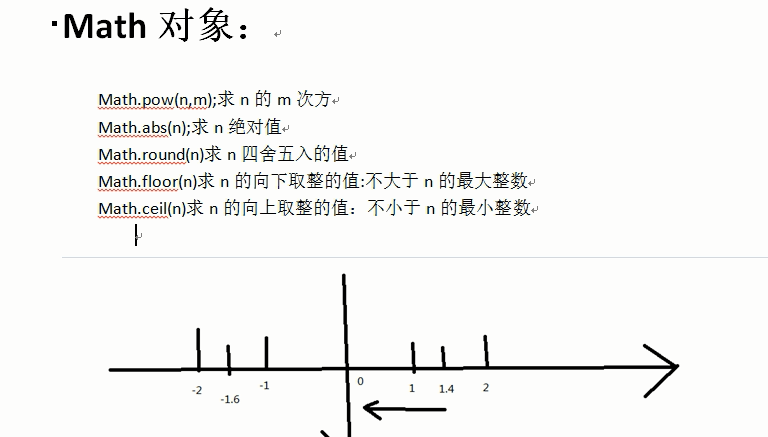 ·Math 对象：
Math.pow(n,m);求 n 的 m 次方
Math.abs(n);求 n 绝对值
Math.round(n)求 n 四舍五入的值
Math.floor(n)求 n 的向下取整的值:不大于 n 的最大整数
Math.ceil(n)求 n 的向上取整的值：不小于 n 的最小整数
-2 -1.6 -1 0 1 1.4 2